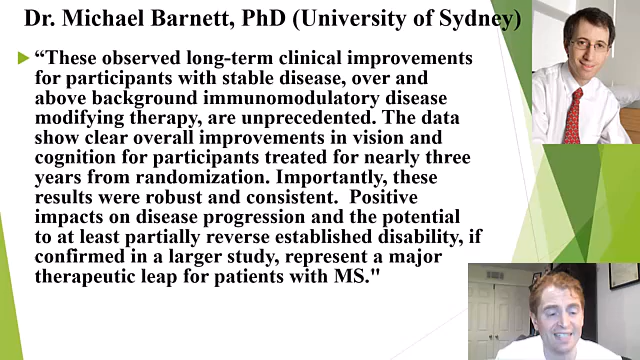 Dr. Michael Barnett, PhD (University of Sydney)
“These observed long-term clinical improvements
for participants with stable disease, over and
above background immunomodulatory disease
modifying therapy, are unprecedented. The data
show clear overall improvements in vision and
cognition for participants treated for nearly three
years from randomization. Importantly, these
results were robust and consistent.  Positive
impacts on disease progression and the potential
to at least partially reverse established disability, if
confirmed in a larger study, represent a major
therapeutic leap for patients with MS."